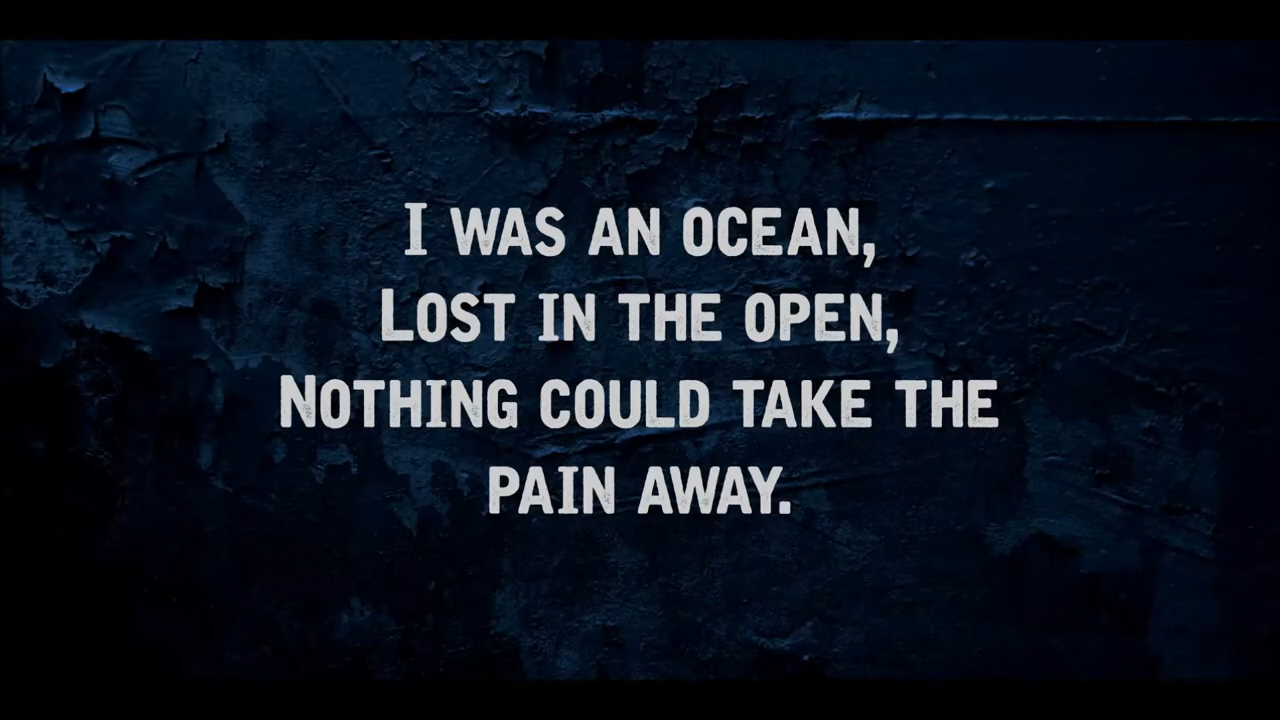 I WAS AN OCEAN,
LOST IN THE OPEN,
NOTHING COULD TAKE THE
PAIN AWAY.